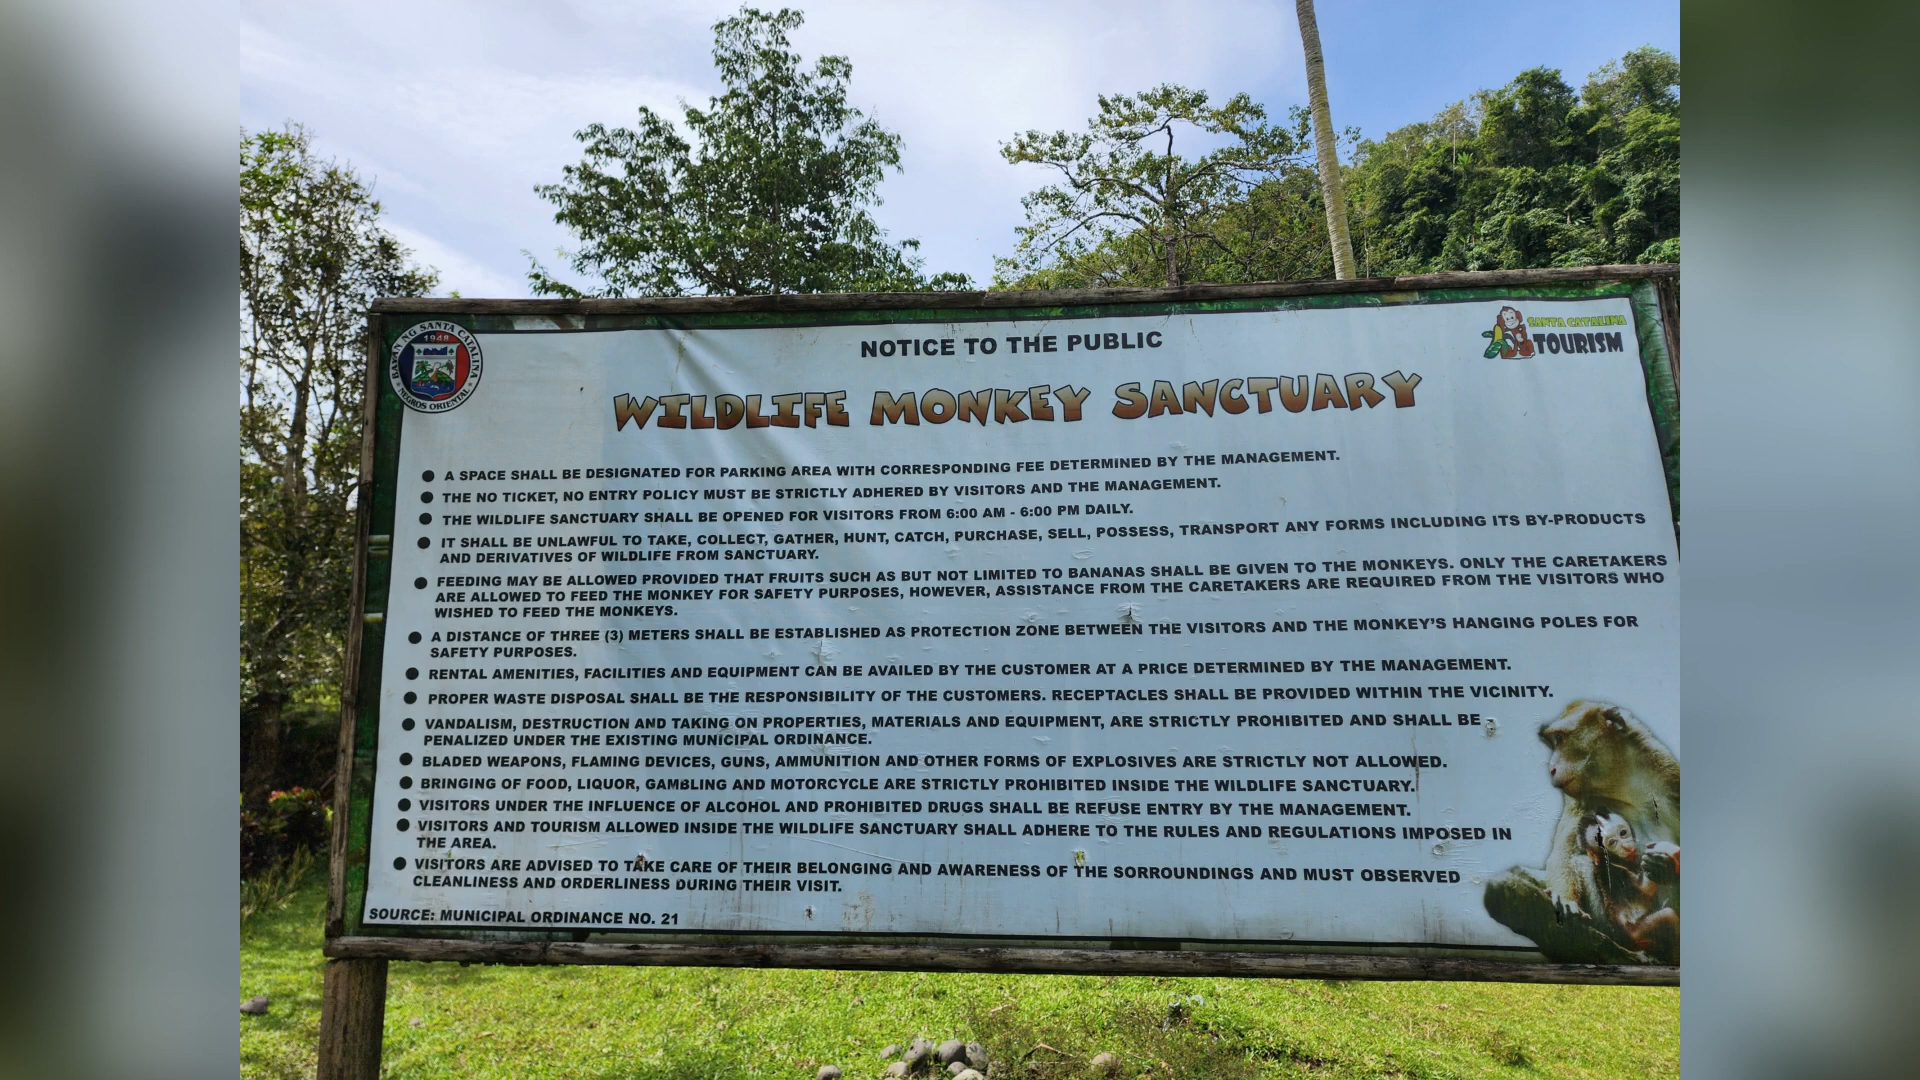 BAYAN NG SANTA CATALINA
1948
NEGROS ORIENTAL
NOTICE TO THE PUBLIC
SANTA CATALINA
TOURISM
WILDLIFE MONKEY SANCTUARY
● A SPACE SHALL BE DESIGNATED FOR PARKING AREA WITH CORRESPONDING FEE DETERMINED BY THE MANAGEMENT.
● THE NO TICKET, NO ENTRY POLICY MUST BE STRICTLY ADHERED BY VISITORS AND THE MANAGEMENT.
● THE WILDLIFE SANCTUARY SHALL BE OPENED FOR VISITORS FROM 6:00 AM - 6:00 PM DAILY.
● IT SHALL BE UNLAWFUL TO TAKE, COLLECT, GATHER, HUNT, CATCH, PURCHASE, SELL, POSSESS, TRANSPORT ANY FORMS INCLUDING ITS BY-PRODUCTS
AND DERIVATIVES OF WILDLIFE FROM SANCTUARY.
● FEEDING MAY BE ALLOWED PROVIDED THAT FRUITS SUCH AS BUT NOT LIMITED TO BANANAS SHALL BE GIVEN TO THE MONKEYS. ONLY THE CARETAKERS
ARE ALLOWED TO FEED THE MONKEY FOR SAFETY PURPOSES, HOWEVER, ASSISTANCE FROM THE CARETAKERS ARE REQUIRED FROM THE VISITORS WHO
WISHED TO FEED THE MONKEYS.
● A DISTANCE OF THREE (3) METERS SHALL BE ESTABLISHED AS PROTECTION ZONE BETWEEN THE VISITORS AND THE MONKEY'S HANGING POLES FOR
SAFETY PURPOSES.
● RENTAL AMENITIES, FACILITIES AND EQUIPMENT CAN BE AVAILED BY THE CUSTOMER AT A PRICE DETERMINED BY THE MANAGEMENT.
● PROPER WASTE DISPOSAL SHALL BE THE RESPONSIBILITY OF THE CUSTOMERS. RECEPTACLES SHALL BE PROVIDED WITHIN THE VICINITY.
● VANDALISM, DESTRUCTION AND TAKING ON PROPERTIES, MATERIALS AND EQUIPMENT, ARE STRICTLY PROHIBITED AND SHALL BE
PENALIZED UNDER THE EXISTING MUNICIPAL ORDINANCE.
● BLADED WEAPONS, FLAMING DEVICES, GUNS, AMMUNITION AND OTHER FORMS OF EXPLOSIVES ARE STRICTLY NOT ALLOWED.
● BRINGING OF FOOD, LIQUOR, GAMBLING AND MOTORCYCLE ARE STRICTLY PROHIBITED INSIDE THE WILDLIFE SANCTUARY.
● VISITORS UNDER THE INFLUENCE OF ALCOHOL AND PROHIBITED DRUGS SHALL BE REFUSE ENTRY BY THE MANAGEMENT.
● VISITORS AND TOURISM ALLOWED INSIDE THE WILDLIFE SANCTUARY SHALL ADHERE TO THE RULES AND REGULATIONS IMPOSED IN
THE AREA.
● VISITORS ARE ADVISED TO TAKE CARE OF THEIR BELONGING AND AWARENESS OF THE SORROUNDINGS AND MUST OBSERVED
CLEANLINESS AND ORDERLINESS DURING THEIR VISIT.
SOURCE: MUNICIPAL ORDINANCE NO. 21